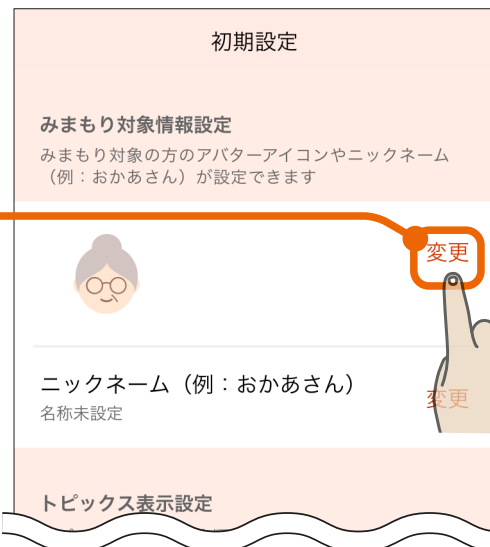 初期設定
みまもり対象情報設定
みまもり対象の方のアバターアイコンやニックネーム
（例：おかあさん）が設定できます
変更
ニックネーム（例：おかあさん）
名称未設定
変更
トピックス表示設定